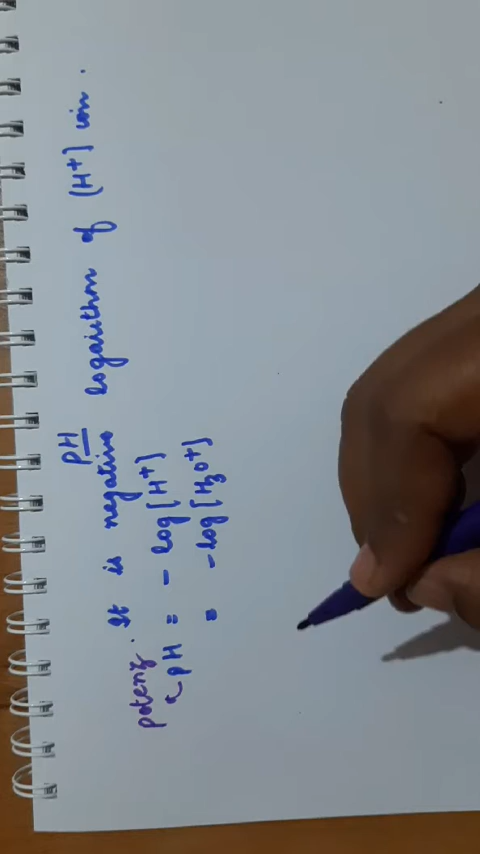 pH
It is negative logarithm of [H+] ion.
potenz.
pH = - log [H+]
= - log [H3O+]